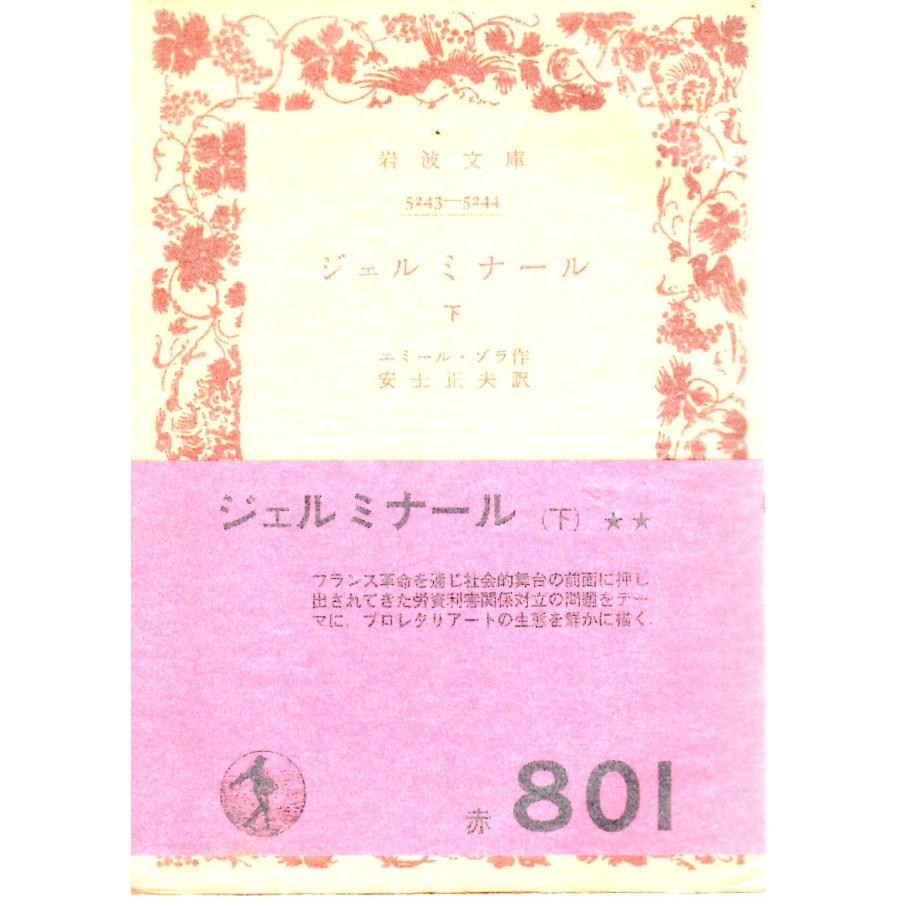 岩波文庫
5243—5244
ジェルミナール
下
エミール・ゾラ作
安士正夫訳
ジェルミナール（下）★★
フランス革命を通じ社会的舞台の前面に押し
出されてきた労資利害関係対立の問題をテー
マに，プロレタリアートの生態を鮮かに描く．
赤 801